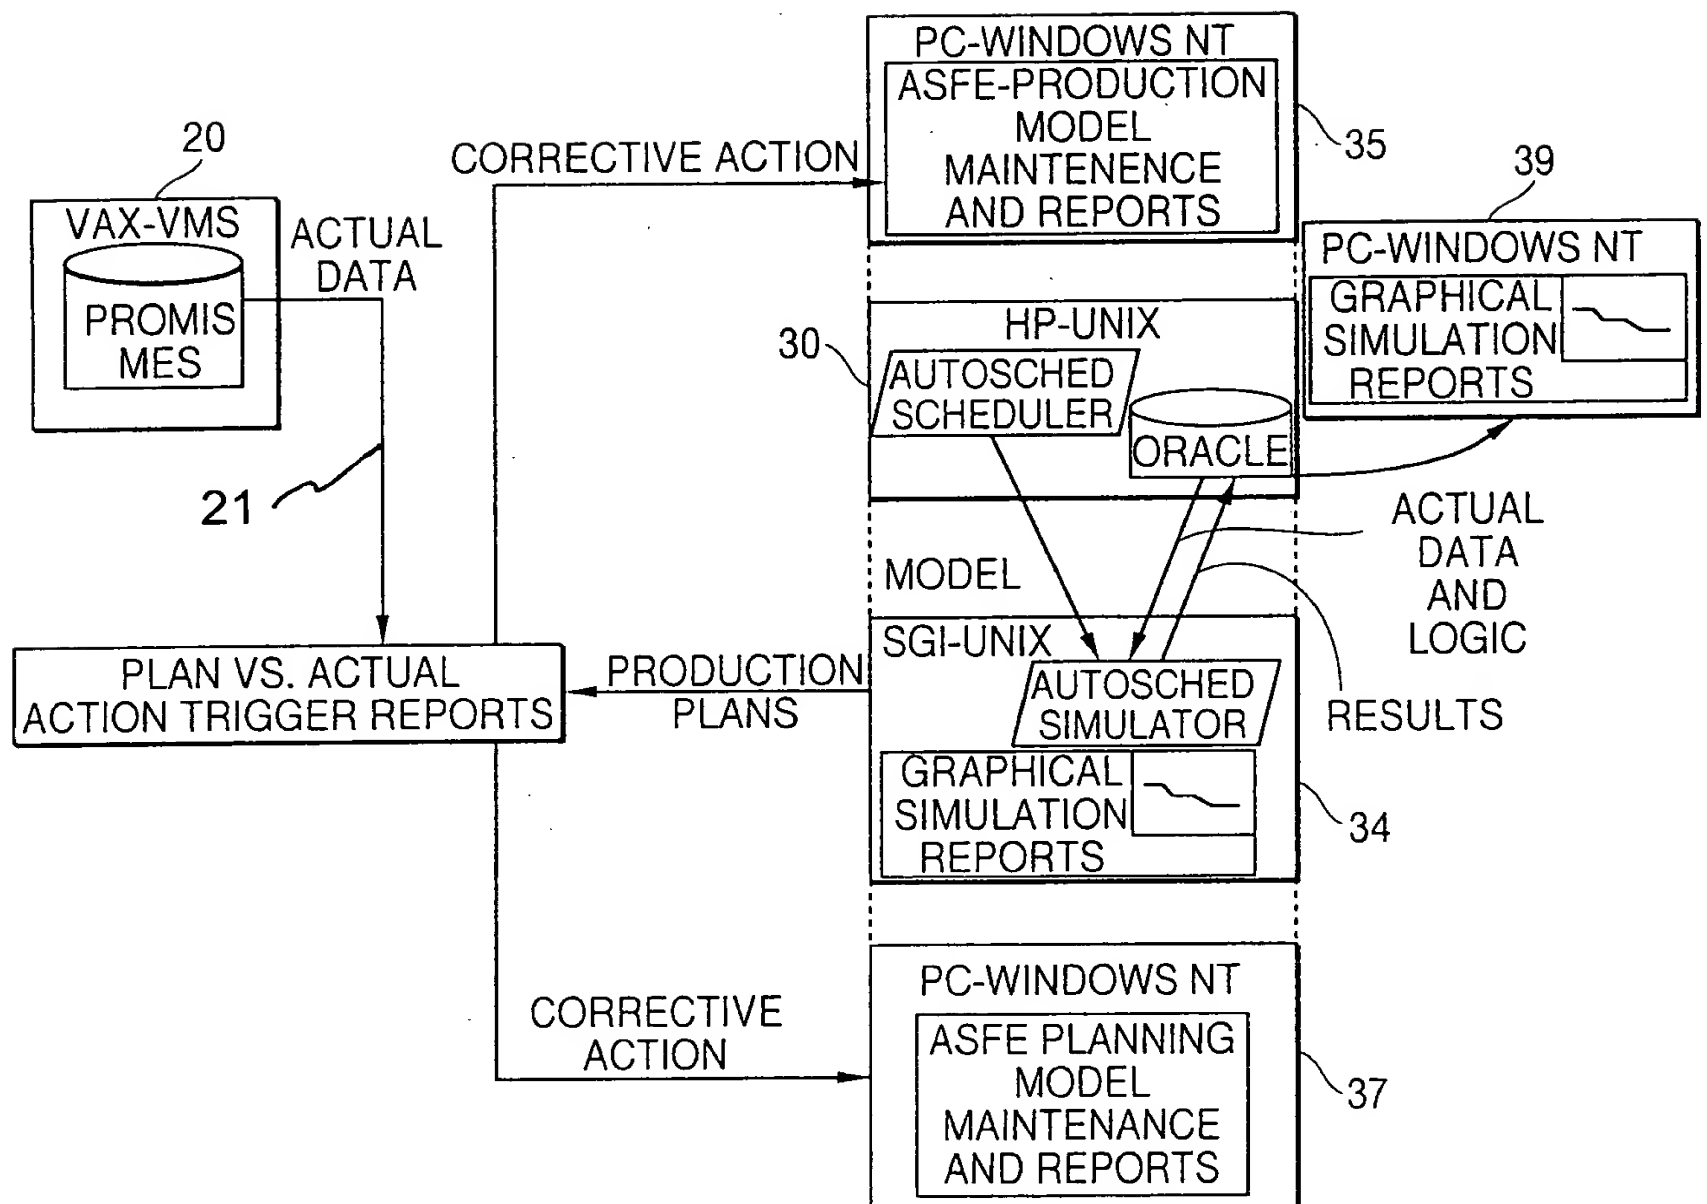 PC-WINDOWS NT
ASFE-PRODUCTION
MODEL
MAINTENENCE
AND REPORTS
35
20
VAX-VMS
PROMIS
MES
ACTUAL
DATA
21
CORRECTIVE ACTION
39
PC-WINDOWS NT
GRAPHICAL
SIMULATION
REPORTS
30
HP-UNIX
AUTOSCHED
SCHEDULER
ORACLE
ACTUAL
DATA
AND
LOGIC
MODEL
RESULTS
PLAN VS. ACTUAL
ACTION TRIGGER REPORTS
PRODUCTION
PLANS
SGI-UNIX
AUTOSCHED
SIMULATOR
GRAPHICAL
SIMULATION
REPORTS
34
CORRECTIVE
ACTION
PC-WINDOWS NT
ASFE PLANNING
MODEL
MAINTENANCE
AND REPORTS
37